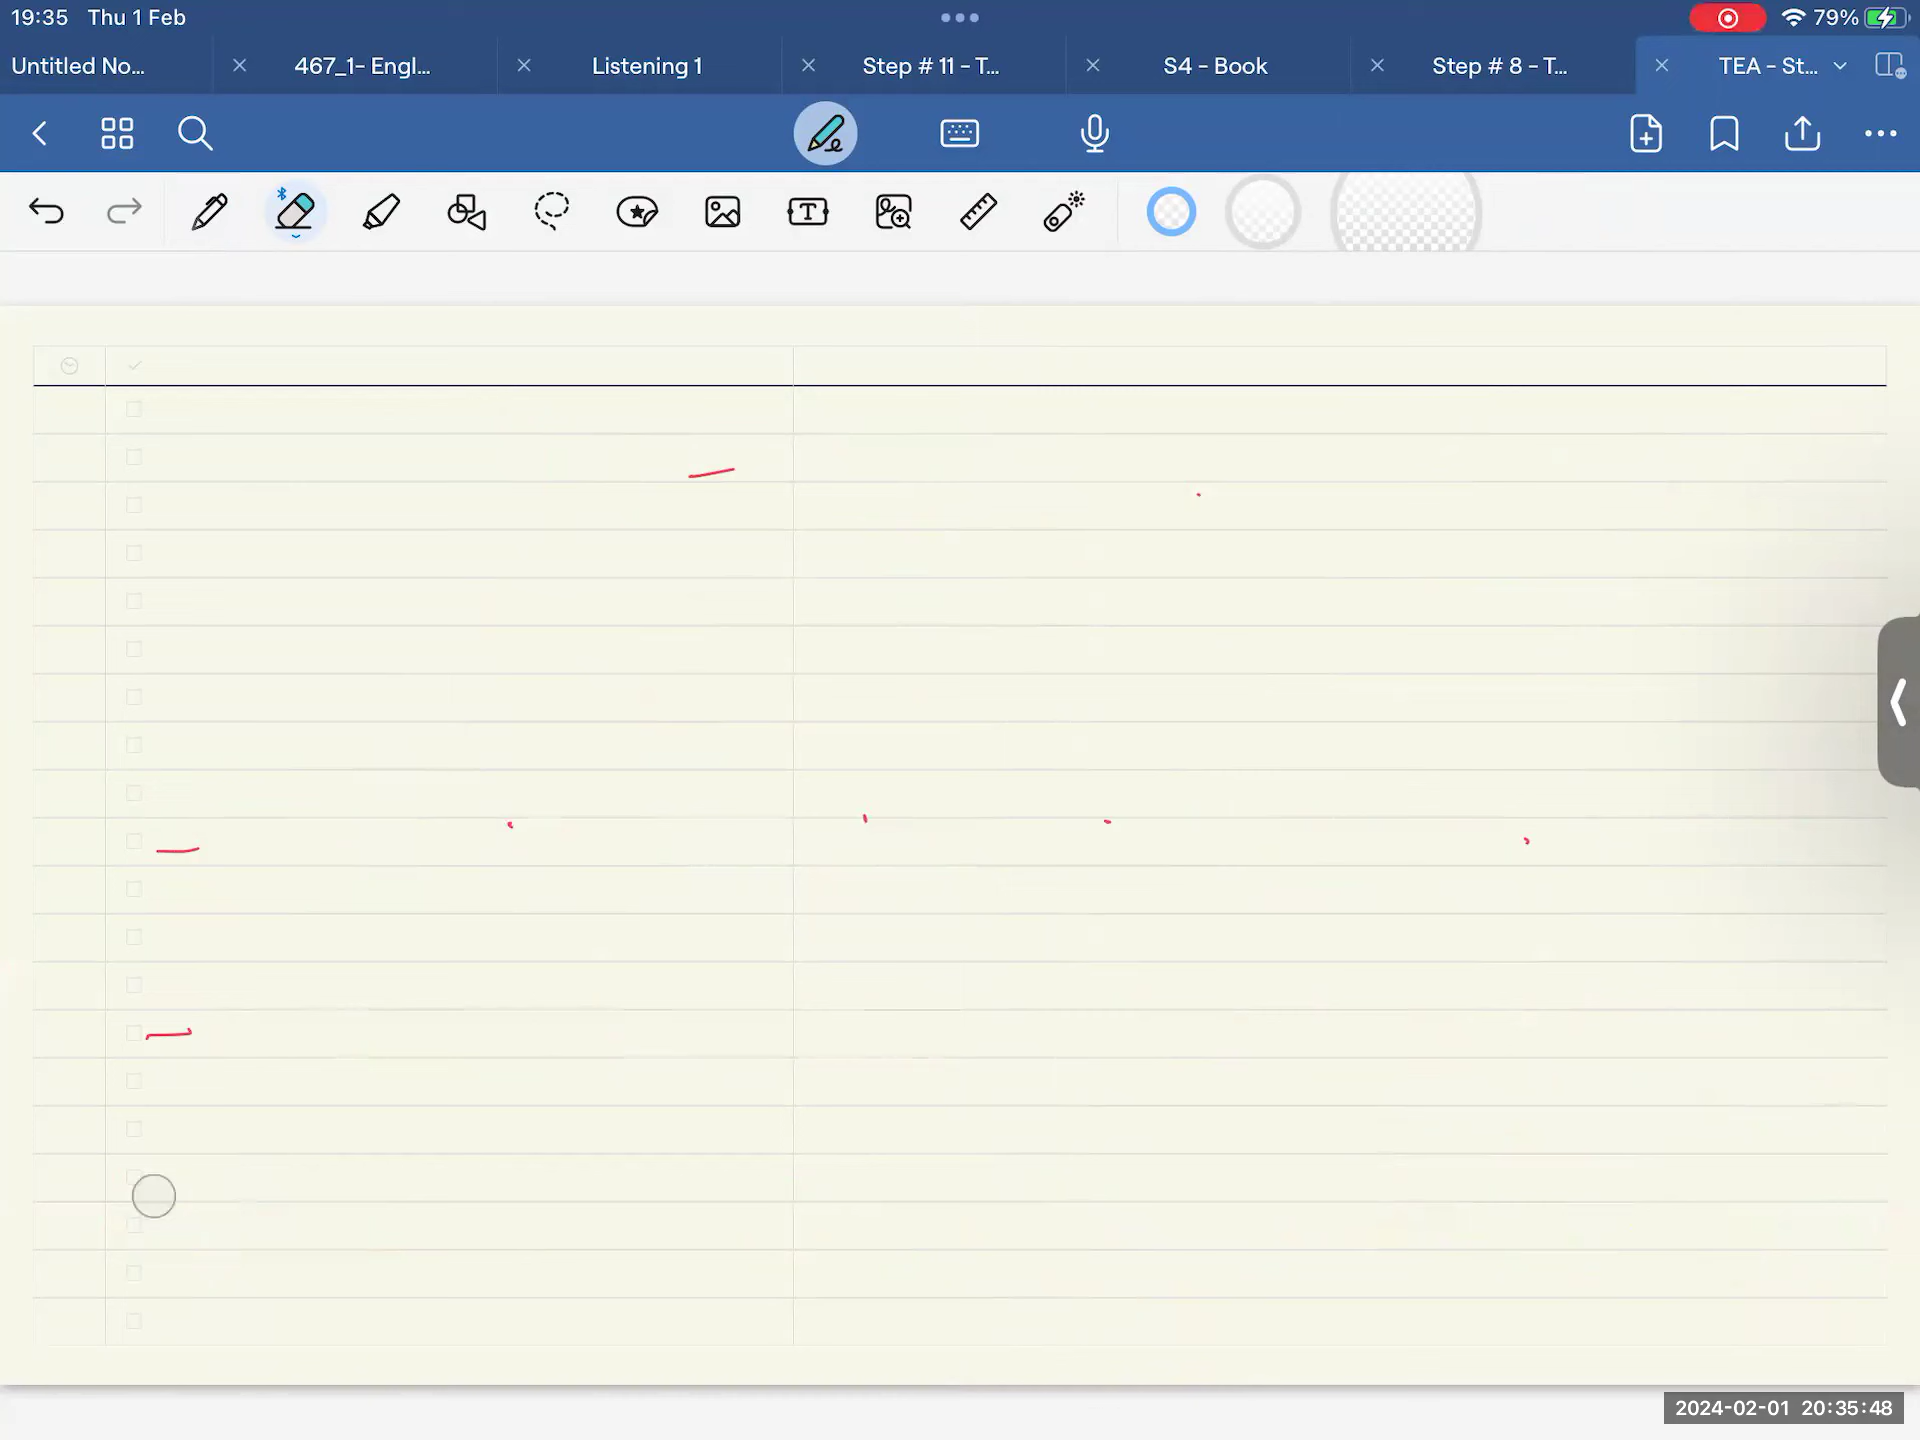 19:35 Thu 1 Feb
79%
Untitled No...
467_1- Engl...
Listening 1
Step # 11 - T...
S4 - Book
Step # 8 - T...
TEA - St...
2024-02-01 20:35:48